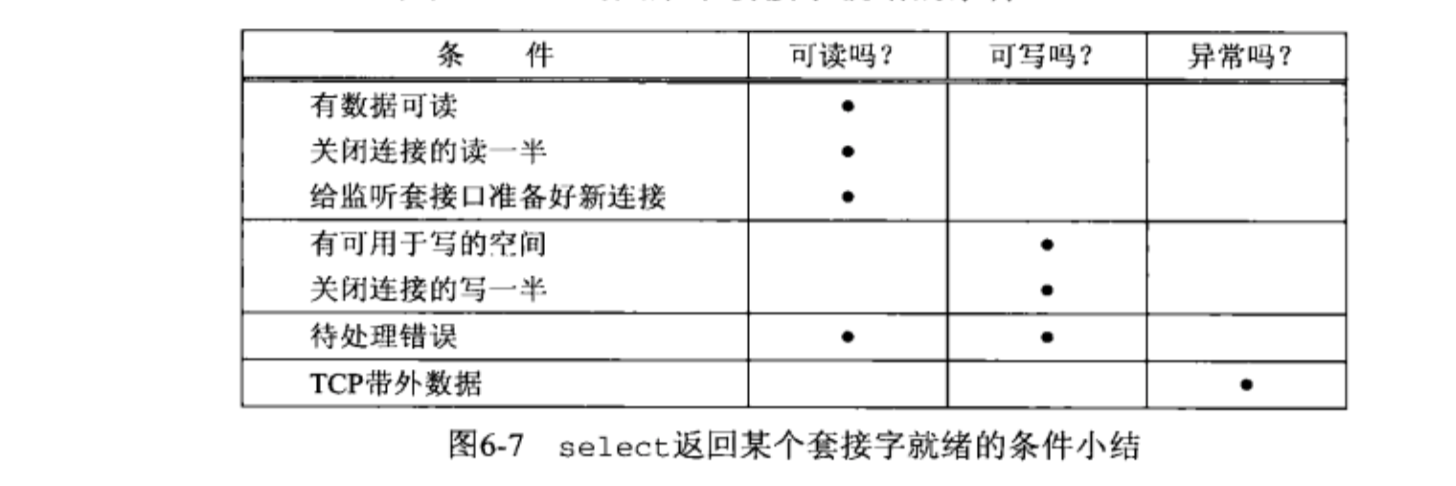 条 件 可读吗? 可写吗? 异常吗?
有数据可读 •
关闭连接的读一半 •
给监听套接口准备好新连接 •
有可用于写的空间 •
关闭连接的写一半 •
待处理错误 • •
TCP带外数据 •
图6-7 select返回某个套接字就绪的条件小结